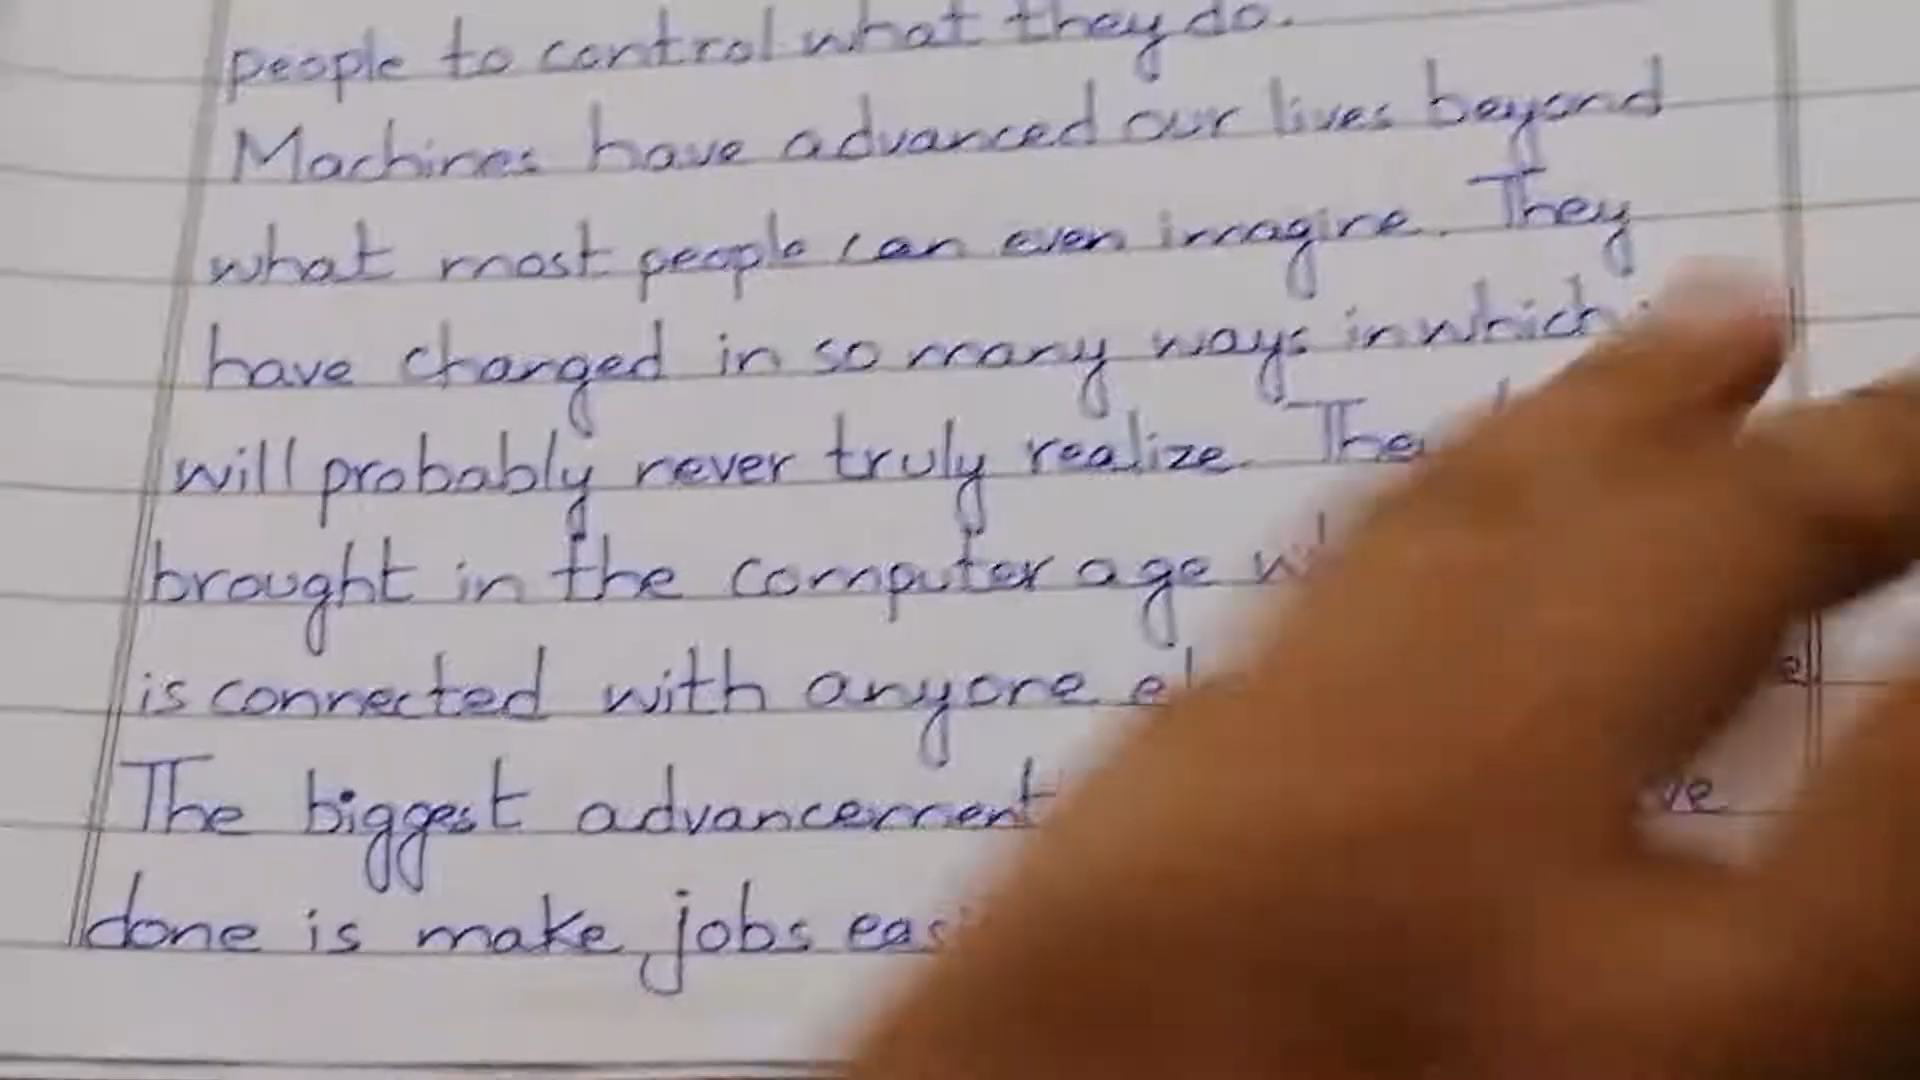 people to control what they do.
Machines have advanced our lives beyond
what most people can even imagine. They
have changed in so many ways in which
will probably never truly realize.
brought in the computer age
is connected with anyone
The biggest advancement
done is make jobs